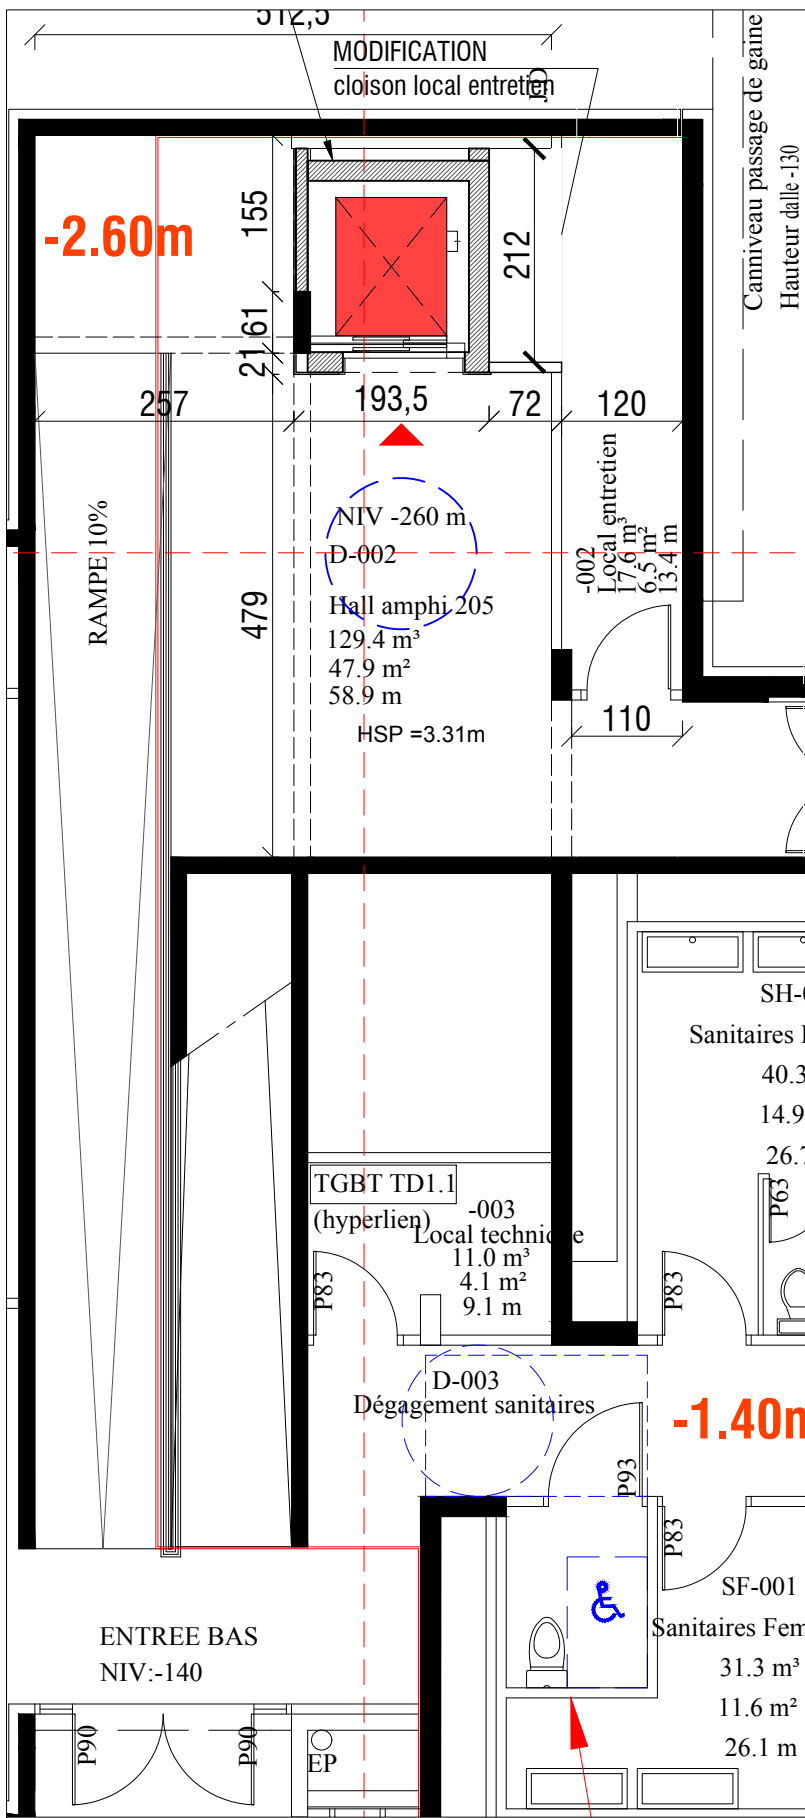 512,5
MODIFICATION
cloison local entretien
JD
Canniveau passage de gaine
Hauteur dalle -130
-2.60m
155
61
21
212
257
193,5
72
120
RAMPE 10%
479
NIV -260 m
D-002
Hall amphi 205
129.4 m³
47.9 m²
58.9 m
HSP =3.31m
-002
Local entretien
17.6 m³
6.5 m²
13.4 m
110
Sanitaires
40.3
14.9
26.7
P63
TGBT TD1.1
(hyperlien)
-003
Local technique
11.0 m³
4.1 m²
9.1 m
P83
P83
D-003
Dégagement sanitaires
-1.40m
P93
P83
SF-001
Sanitaires Fem
31.3 m³
11.6 m²
26.1 m
ENTREE BAS
NIV:-140
P90
P90
EP